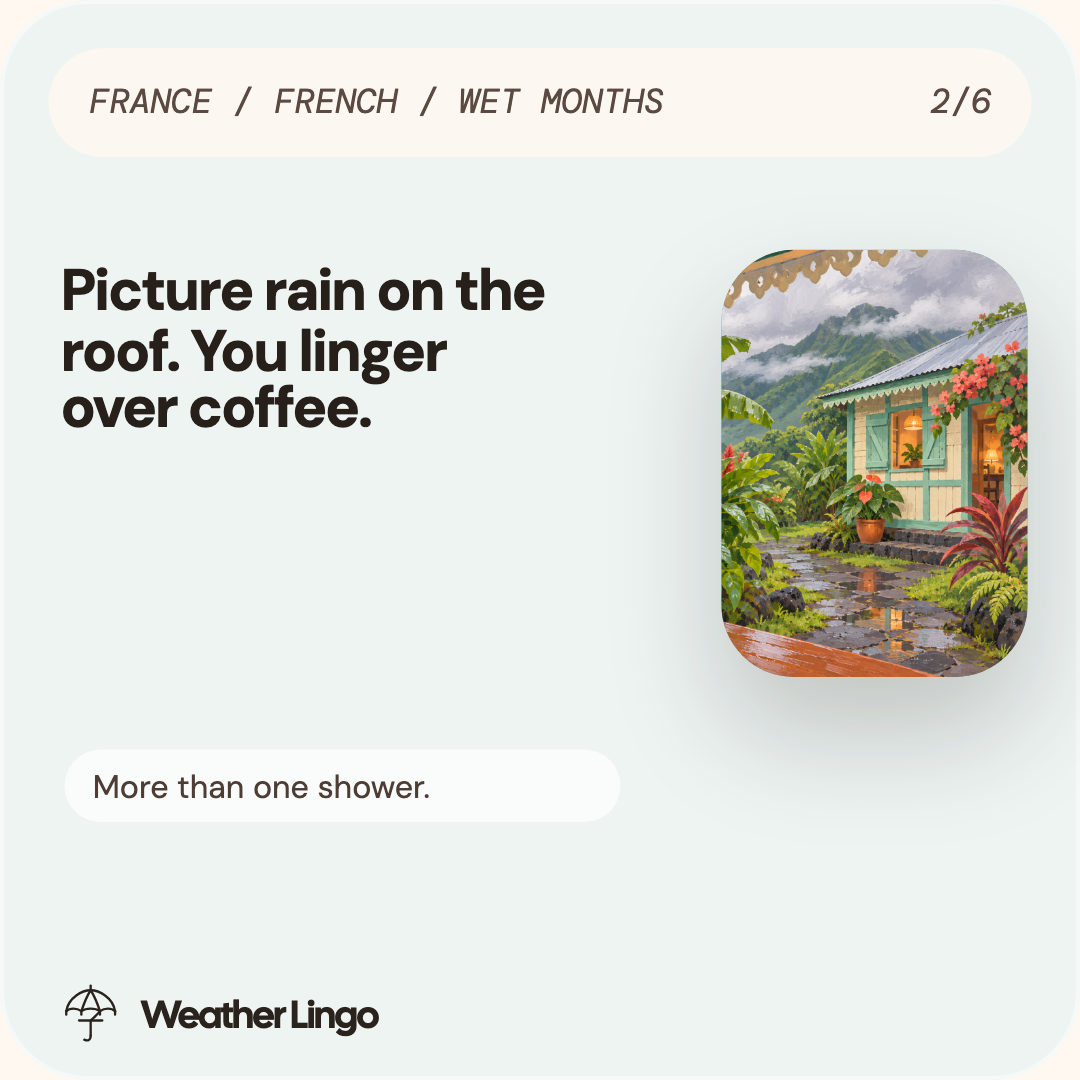 FRANCE / FRENCH / WET MONTHS 2/6
Picture rain on the
roof. You linger
over coffee.
More than one shower.
Weather Lingo